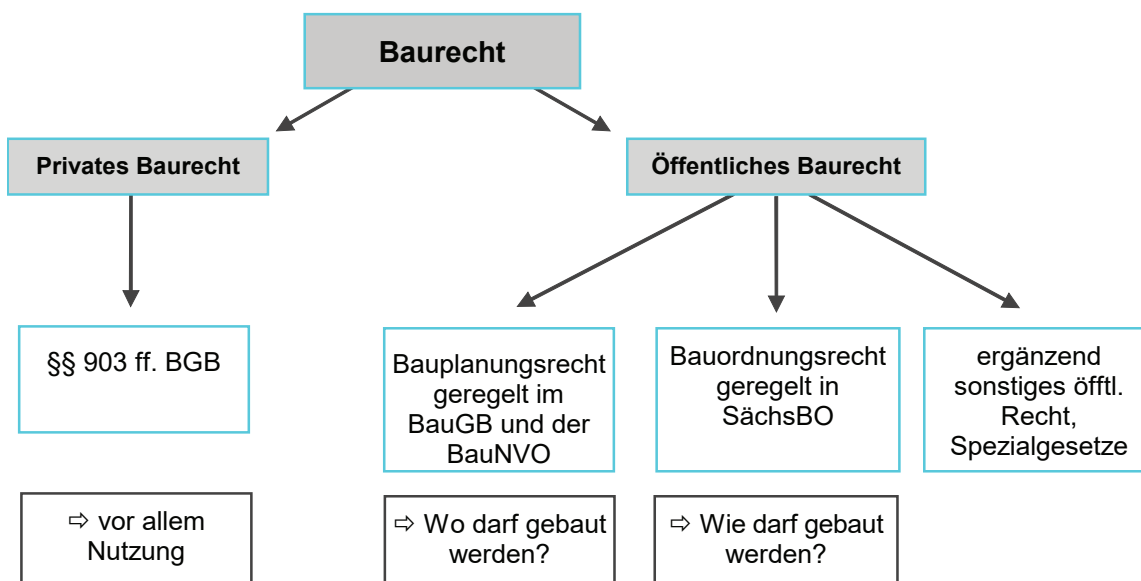 Baurecht
Privates Baurecht
Öffentliches Baurecht
§§ 903 ff. BGB
Bauplanungsrecht
geregelt im
BauGB und der
BauNVO
Bauordnungsrecht
geregelt in
SächsBO
ergänzend
sonstiges öfftl.
Recht,
Spezialgesetze
⇨ vor allem
Nutzung
⇨ Wo darf gebaut
werden?
⇨ Wie darf gebaut
werden?